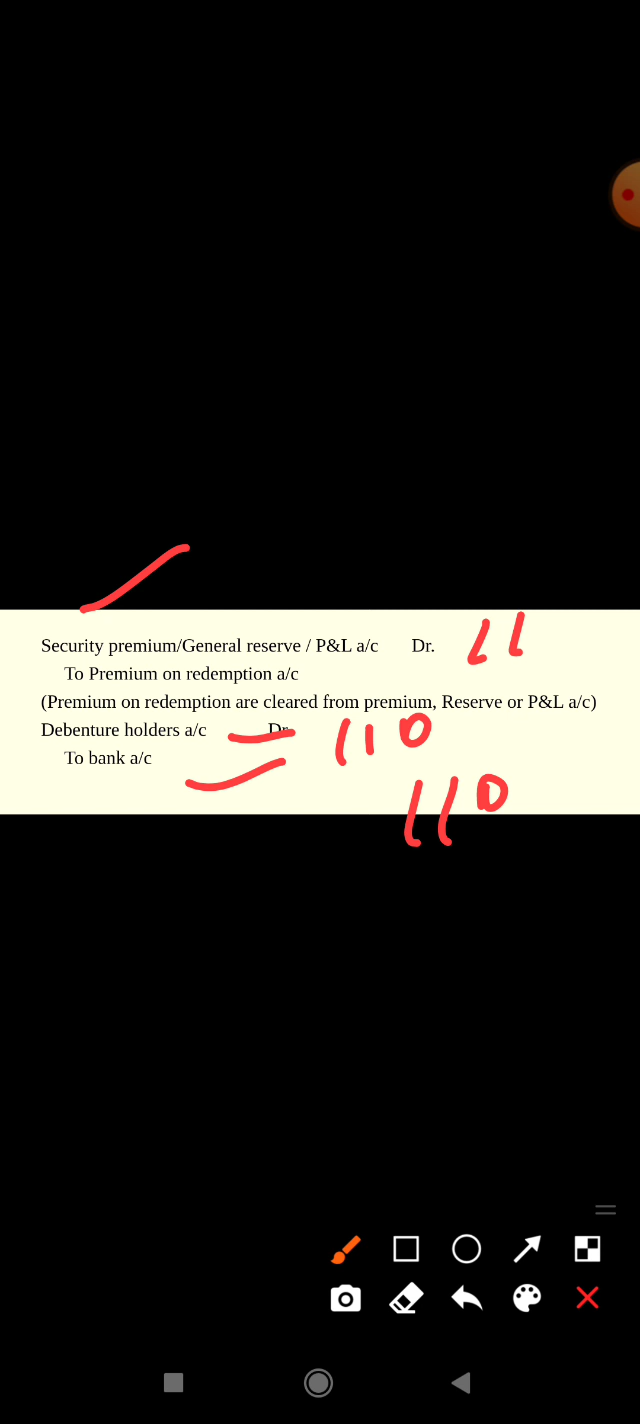 Security premium/General reserve / P&L a/c Dr.
To Premium on redemption a/c
(Premium on redemption are cleared from premium, Reserve or P&L a/c)
Debenture holders a/c Dr 110
To bank a/c
110